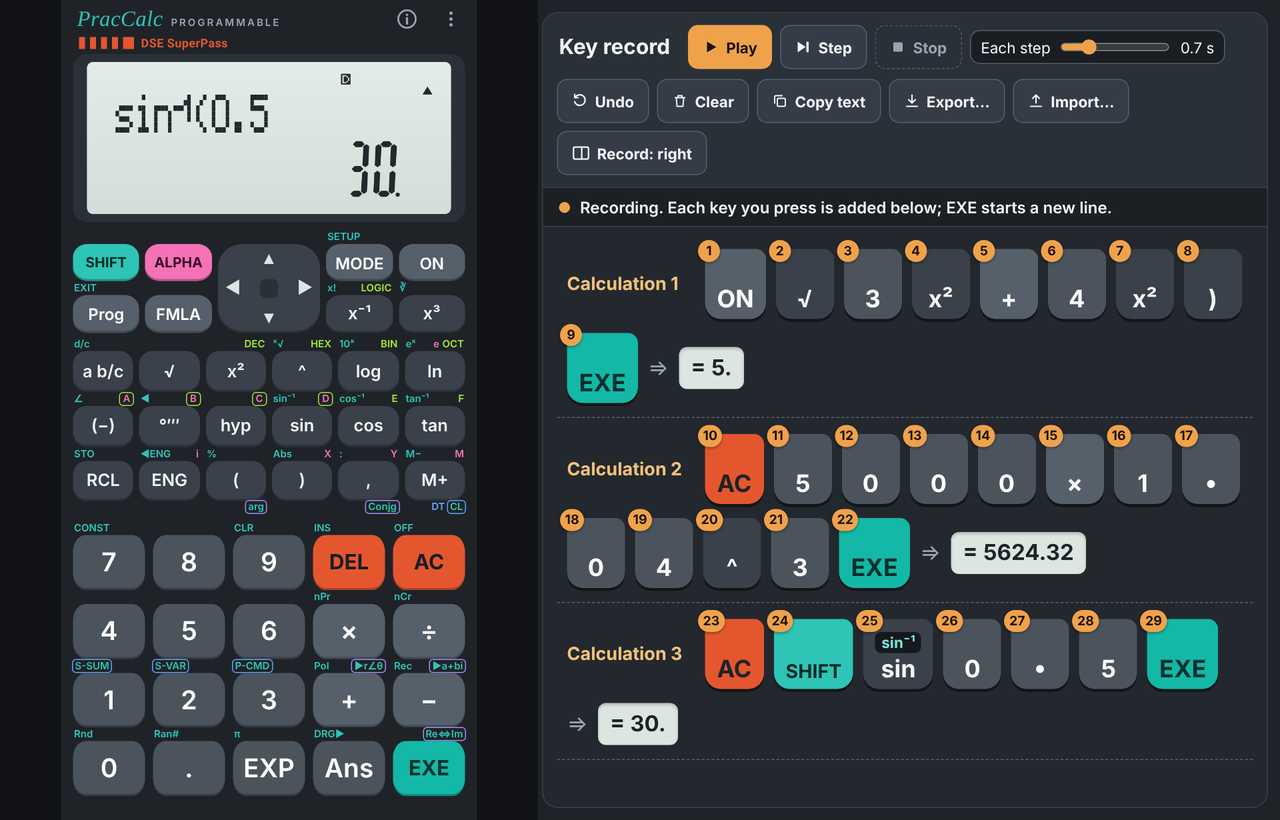 PracCalc PROGRAMMABLE
DSE SuperPass
D ▲
sin⁻¹(0.5
30.
SETUP
SHIFT ALPHA ▲ MODE ON
◀ ▶
EXIT x! LOGIC ∛
Prog FMLA ▼ x⁻¹ x³
d/c DEC ˣ√ HEX 10ˣ BIN eˣ e OCT
a b/c √ x² ^ log ln
∠ A ◀ B C sin⁻¹ D cos⁻¹ E tan⁻¹ F
(−) °′″ hyp sin cos tan
STO ◀ENG i % Abs X : Y M− M
RCL ENG ( ) , M+
arg Conjg DT CL
CONST CLR INS OFF
7 8 9 DEL AC
nPr nCr
4 5 6 × ÷
S-SUM S-VAR P-CMD Pol ▶r∠θ Rec ▶a+bi
1 2 3 + −
Rnd Ran# π DRG▶ Re⇔Im
0 . EXP Ans EXE
Key record Play Step Stop Each step 0.7 s
Undo Clear Copy text Export... Import...
Record: right
Recording. Each key you press is added below; EXE starts a new line.
1 2 3 4 5 6 7 8
Calculation 1 ON √ 3 x² + 4 x² )
9
EXE ⇒ = 5.
10 11 12 13 14 15 16 17
Calculation 2 AC 5 0 0 0 × 1 •
18 19 20 21 22
0 4 ^ 3 EXE ⇒ = 5624.32
23 24 25 26 27 28 29
sin⁻¹
Calculation 3 AC SHIFT sin 0 • 5 EXE
⇒ = 30.